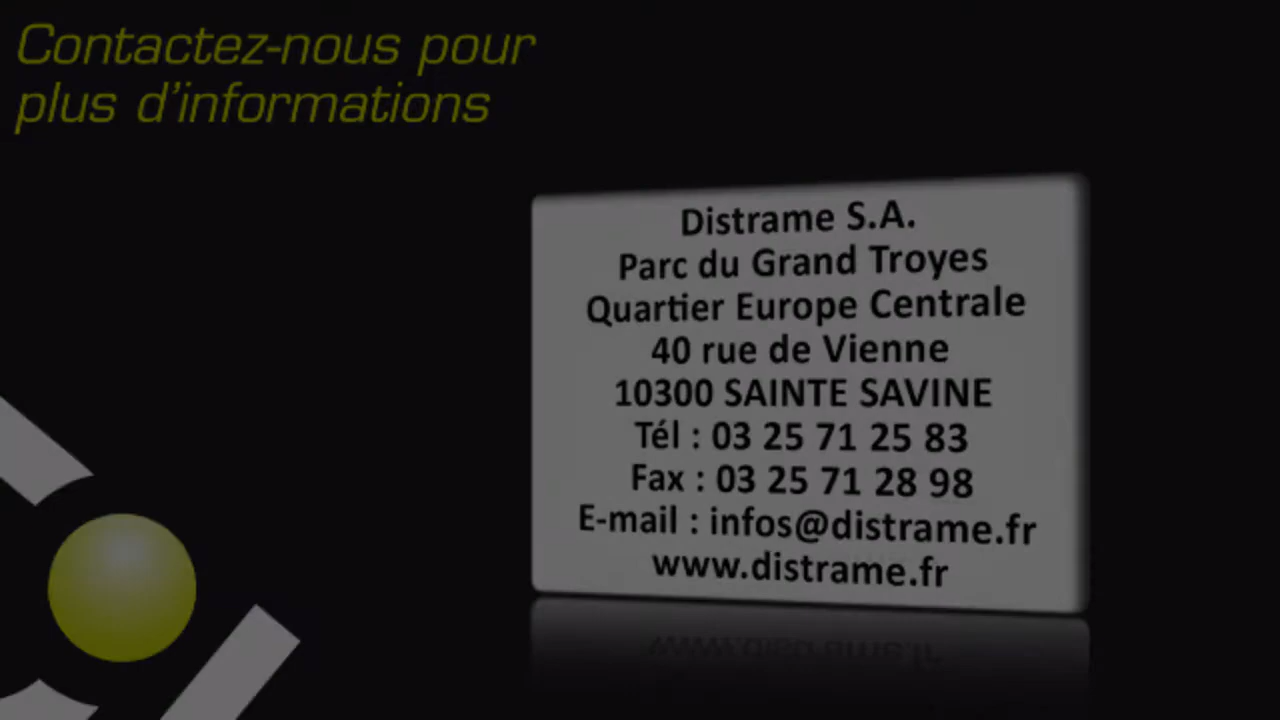 Contactez-nous pour
plus d'informations
Distrame S.A.
Parc du Grand Troyes
Quartier Europe Centrale
40 rue de Vienne
10300 SAINTE SAVINE
Tél : 03 25 71 25 83
Fax : 03 25 71 28 98
E-mail : infos@distrame.fr
www.distrame.fr